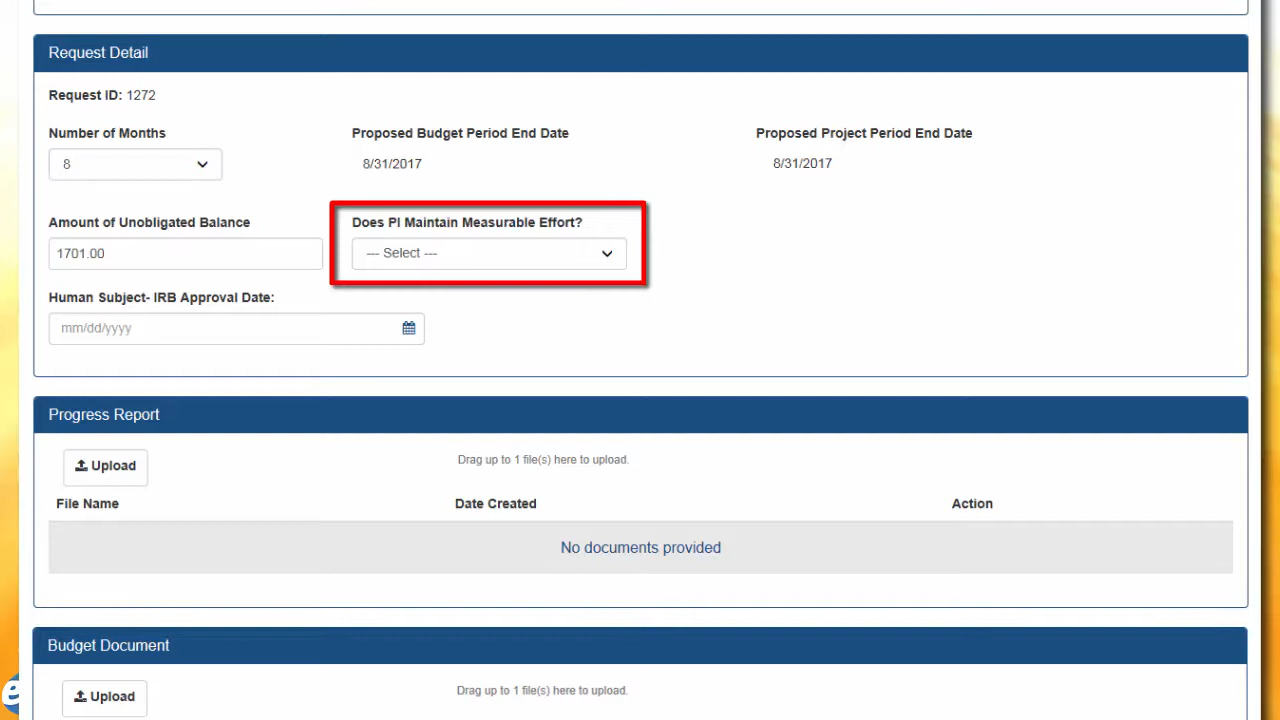 Request Detail
Request ID: 1272
Number of Months
Proposed Budget Period End Date
Proposed Project Period End Date
8
8/31/2017
8/31/2017
Amount of Unobligated Balance
Does PI Maintain Measurable Effort?
1701.00
--- Select ---
Human Subject- IRB Approval Date:
mm/dd/yyyy
Progress Report
Upload
Drag up to 1 file(s) here to upload.
File Name
Date Created
Action
No documents provided
Budget Document
Upload
Drag up to 1 file(s) here to upload.
e